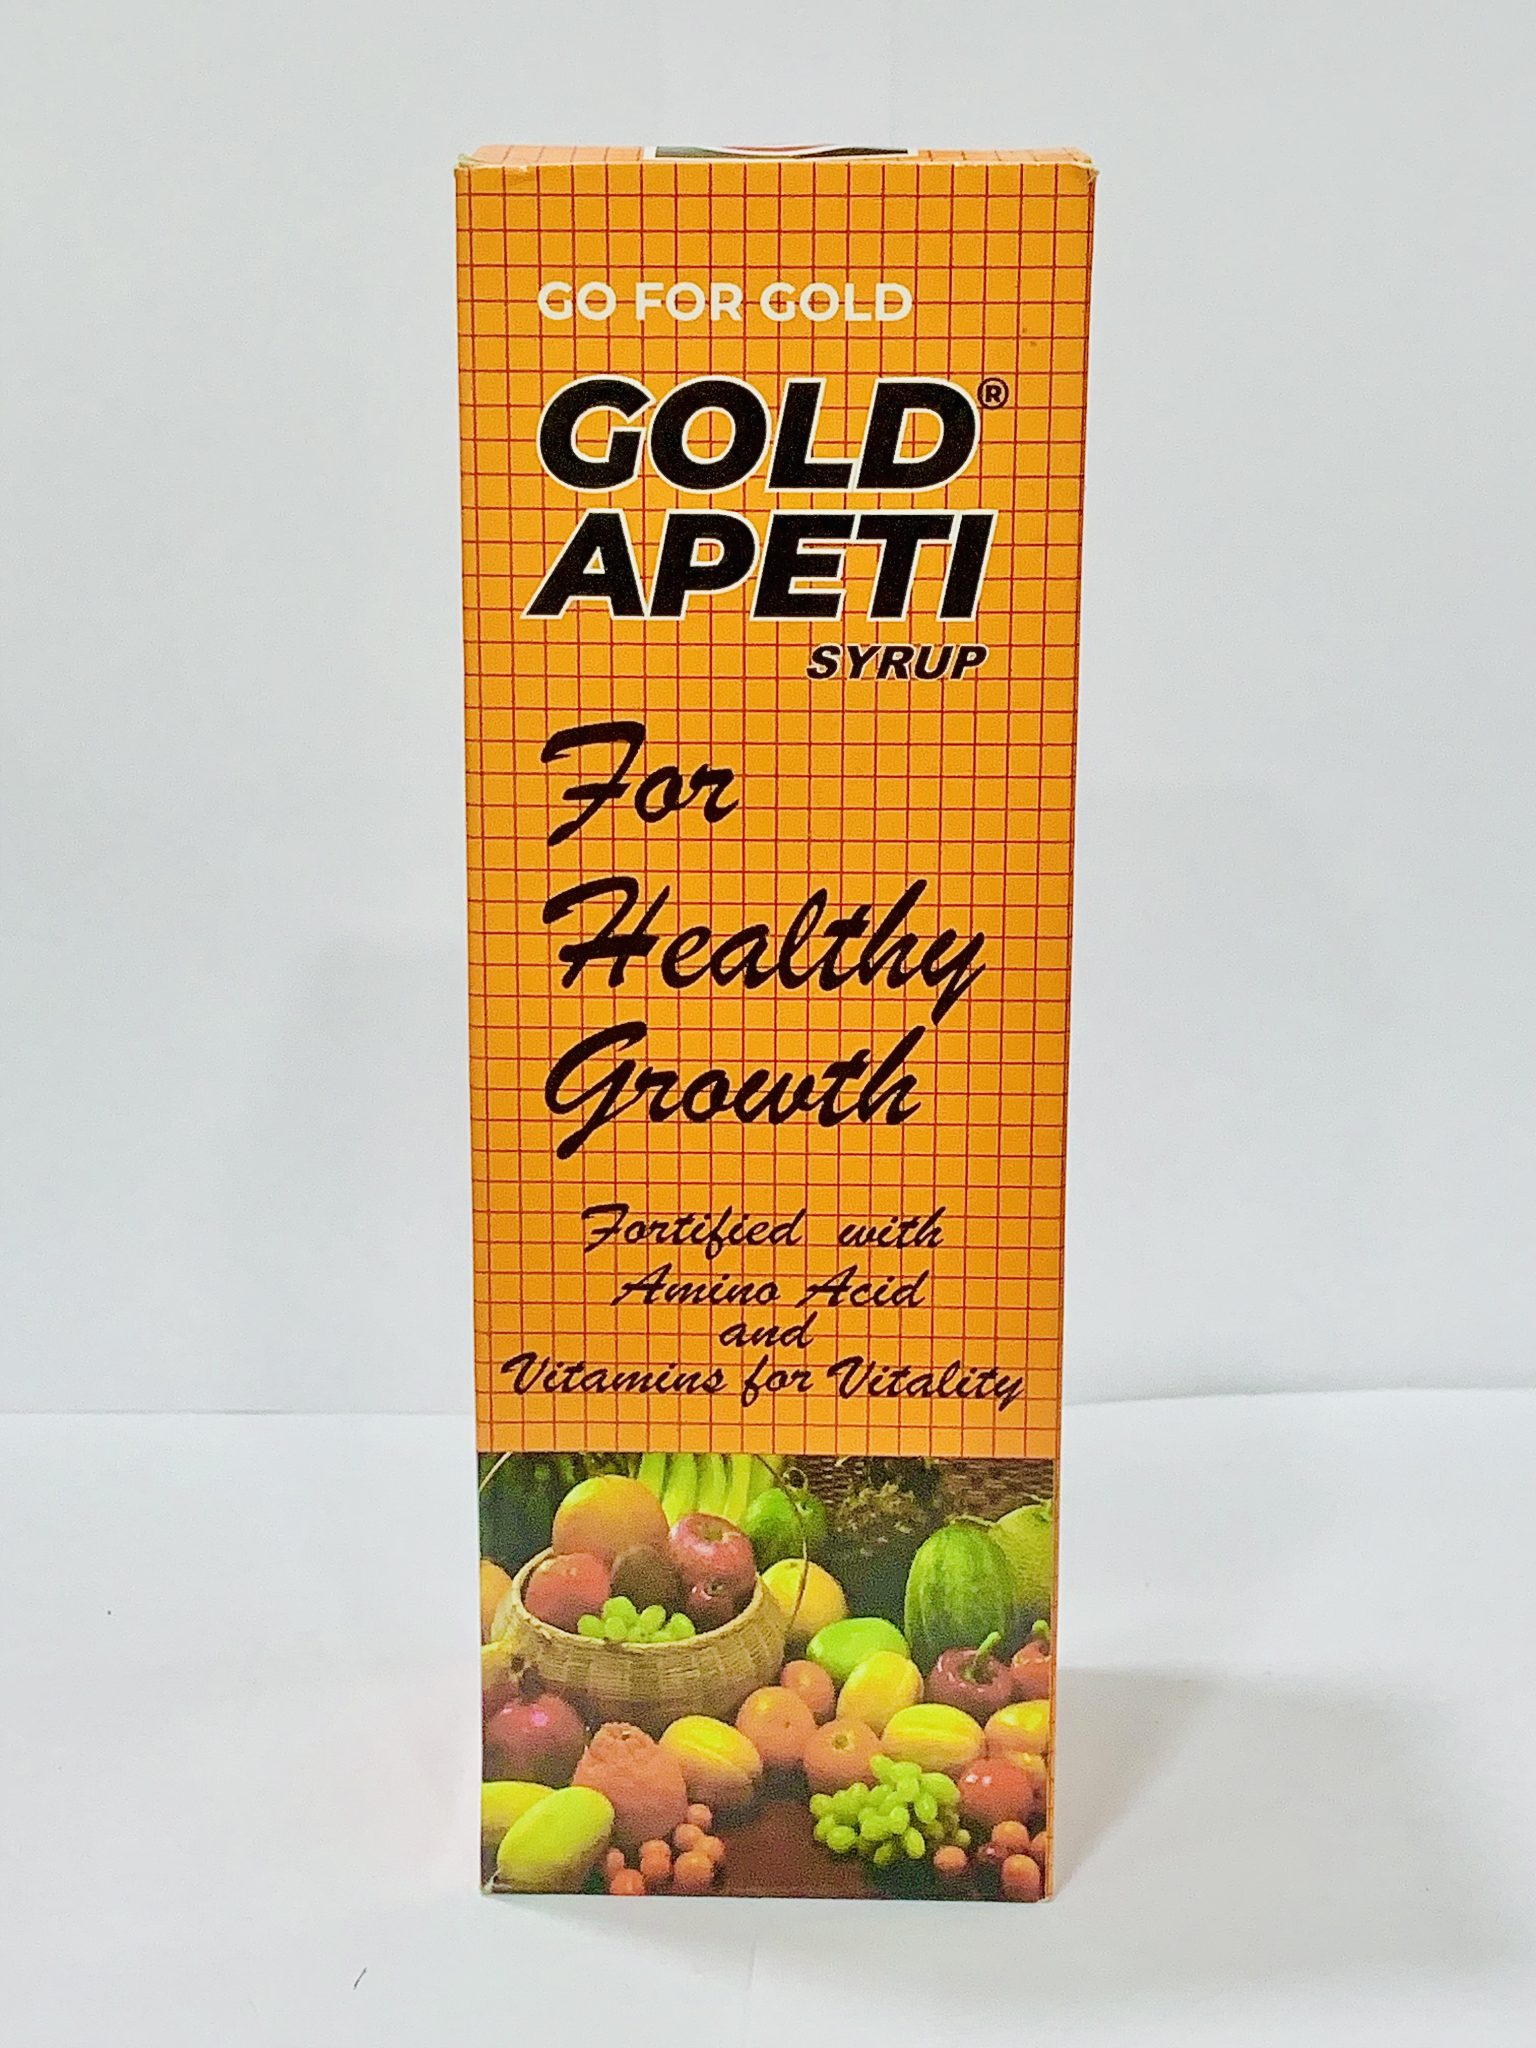 GO FOR GOLD
GOLD®
APETI
SYRUP
For
Healthy
Growth
Fortified with
Amino Acid
and
Vitamins for Vitality